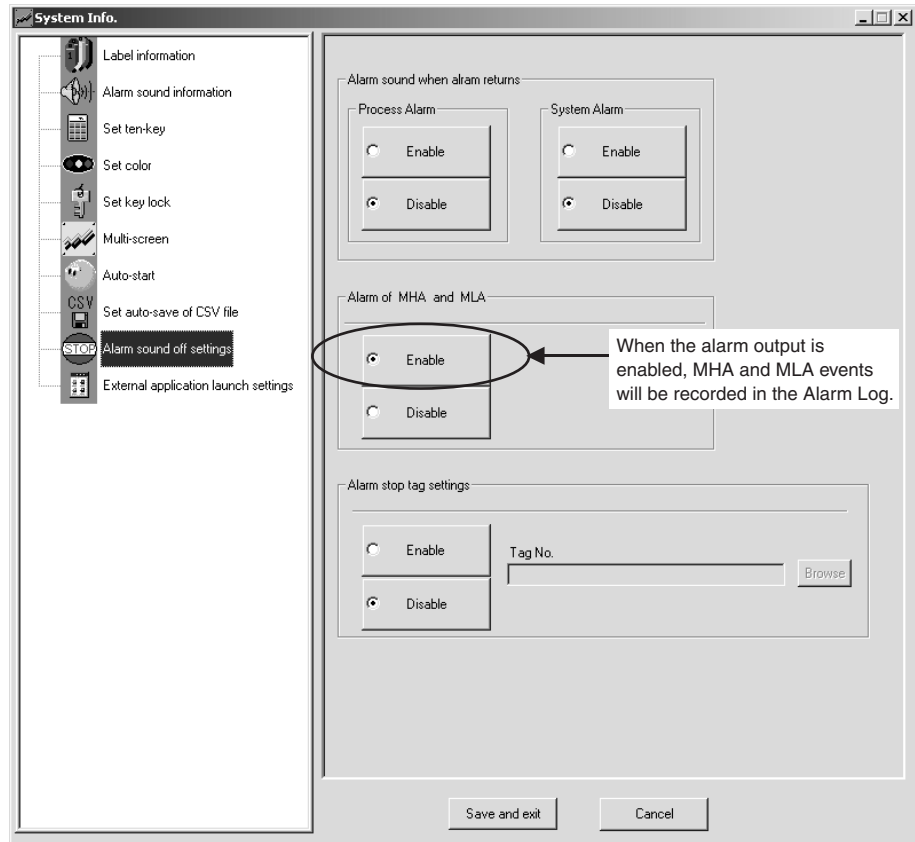 System Info.
Label information
Alarm sound information
Set ten-key
Set color
Set key lock
Multi-screen
Auto-start
CSV
Set auto-save of CSV file
STOP
Alarm sound off settings
External application launch settings
Alarm sound when alram returns
Process Alarm
Enable
Disable
System Alarm
Enable
Disable
Alarm of MHA and MLA
Enable
Disable
When the alarm output is
enabled, MHA and MLA events
will be recorded in the Alarm Log.
Alarm stop tag settings
Enable
Disable
Tag No.
Browse
Save and exit
Cancel